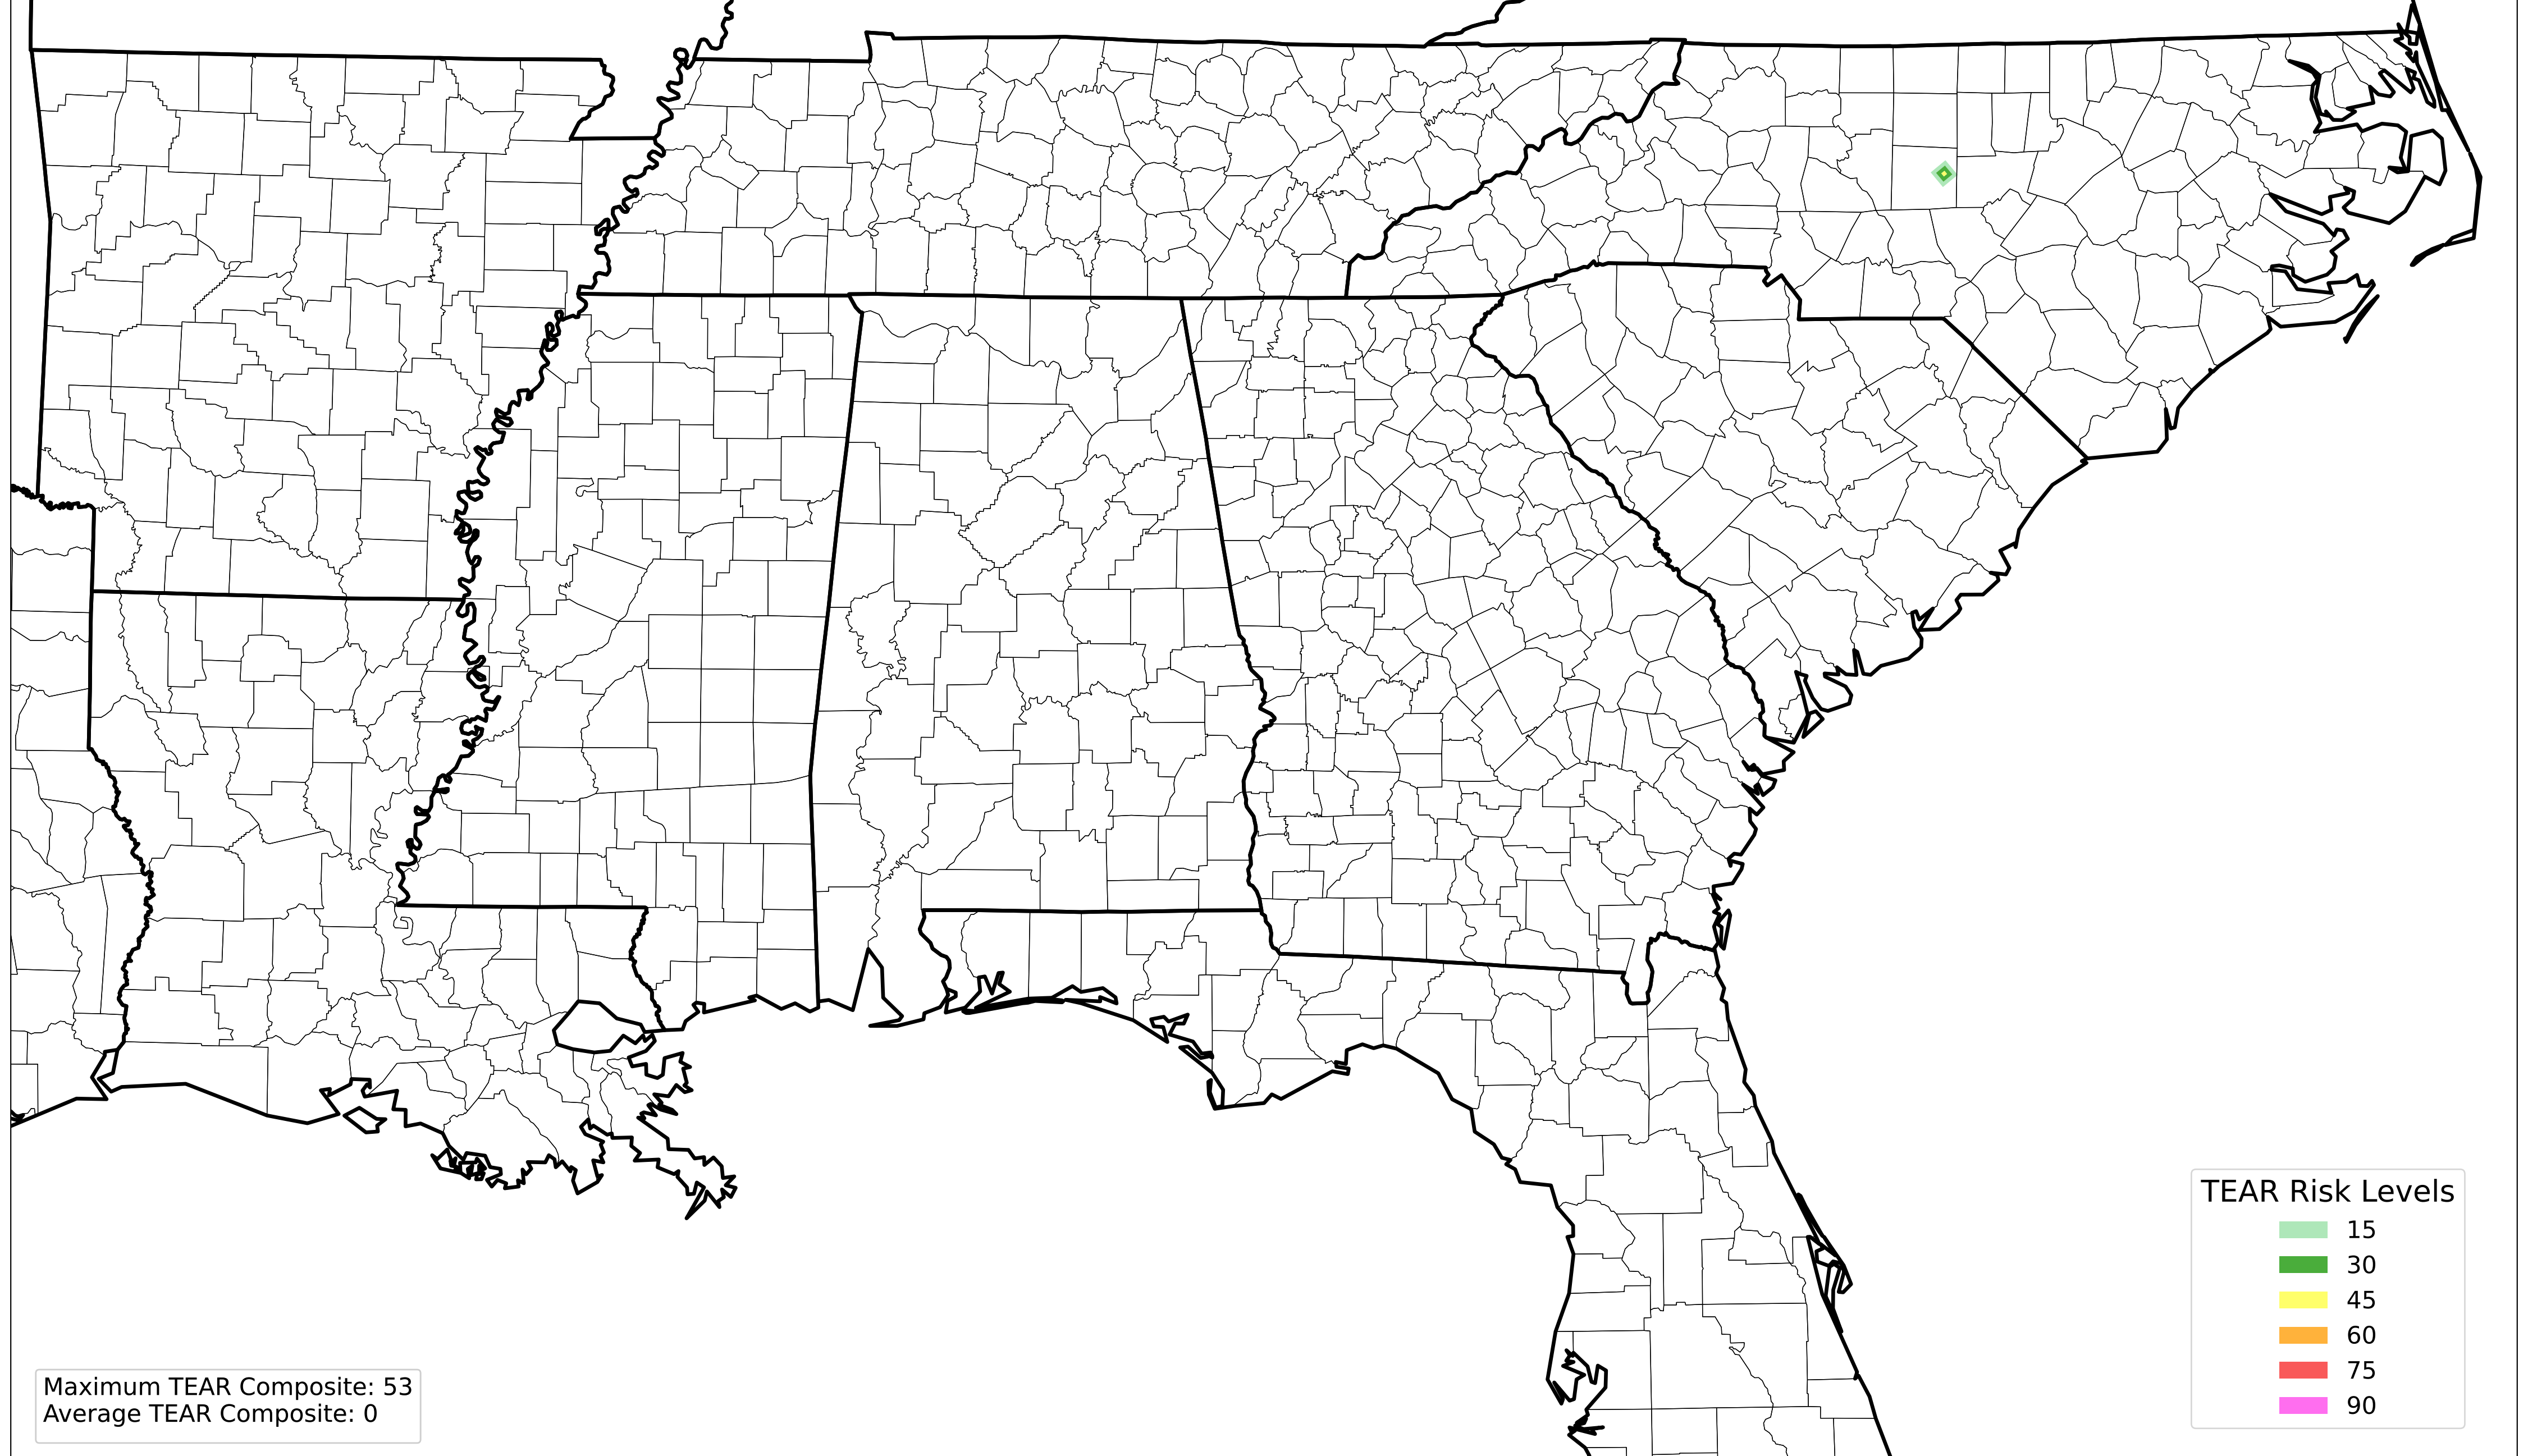 TEAR Risk Levels
15
30
45
60
75
90
Maximum TEAR Composite: 53
Average TEAR Composite: 0